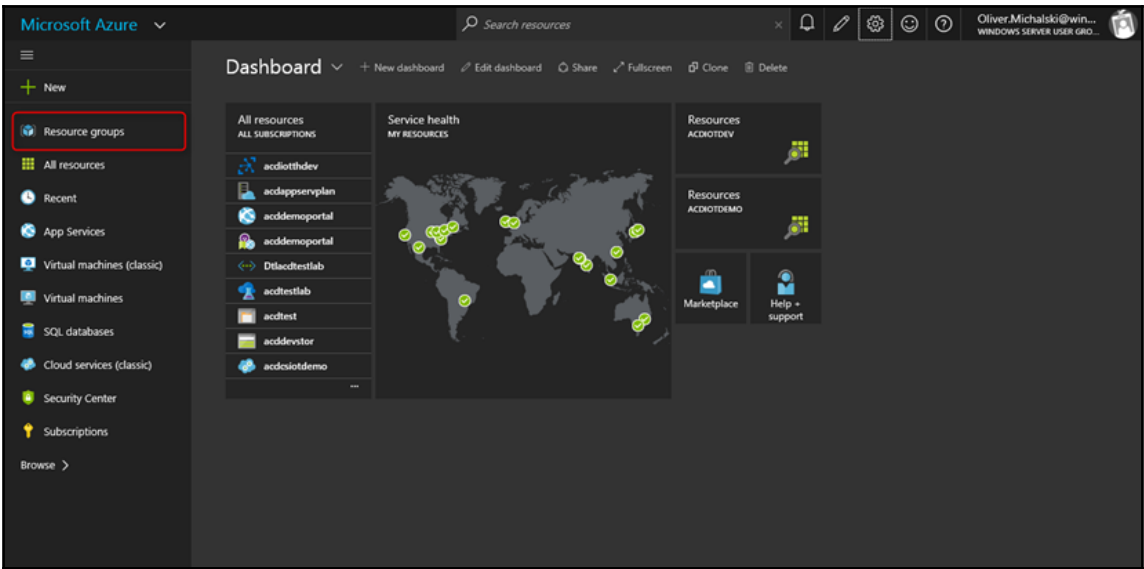 Microsoft Azure
Search resources
Oliver.Michalski@win...
WINDOWS SERVER USER GRO...
Dashboard
New dashboard
Edit dashboard
Share
Fullscreen
Clone
Delete
New
Resource groups
All resources
Recent
App Services
Virtual machines (classic)
Virtual machines
SQL databases
Cloud services (classic)
Security Center
Subscriptions
Browse
All resources
ALL SUBSCRIPTIONS
acdiotthdev
acdappservplan
acddemoportal
acddemoportal
Dtlacdtestlab
acdtestlab
acdtest
acddevstor
acdcsiotdemo
...
Service health
MY RESOURCES
Resources
ACDIOTDEV
Resources
ACDIOTDEMO
Marketplace
Help +
support